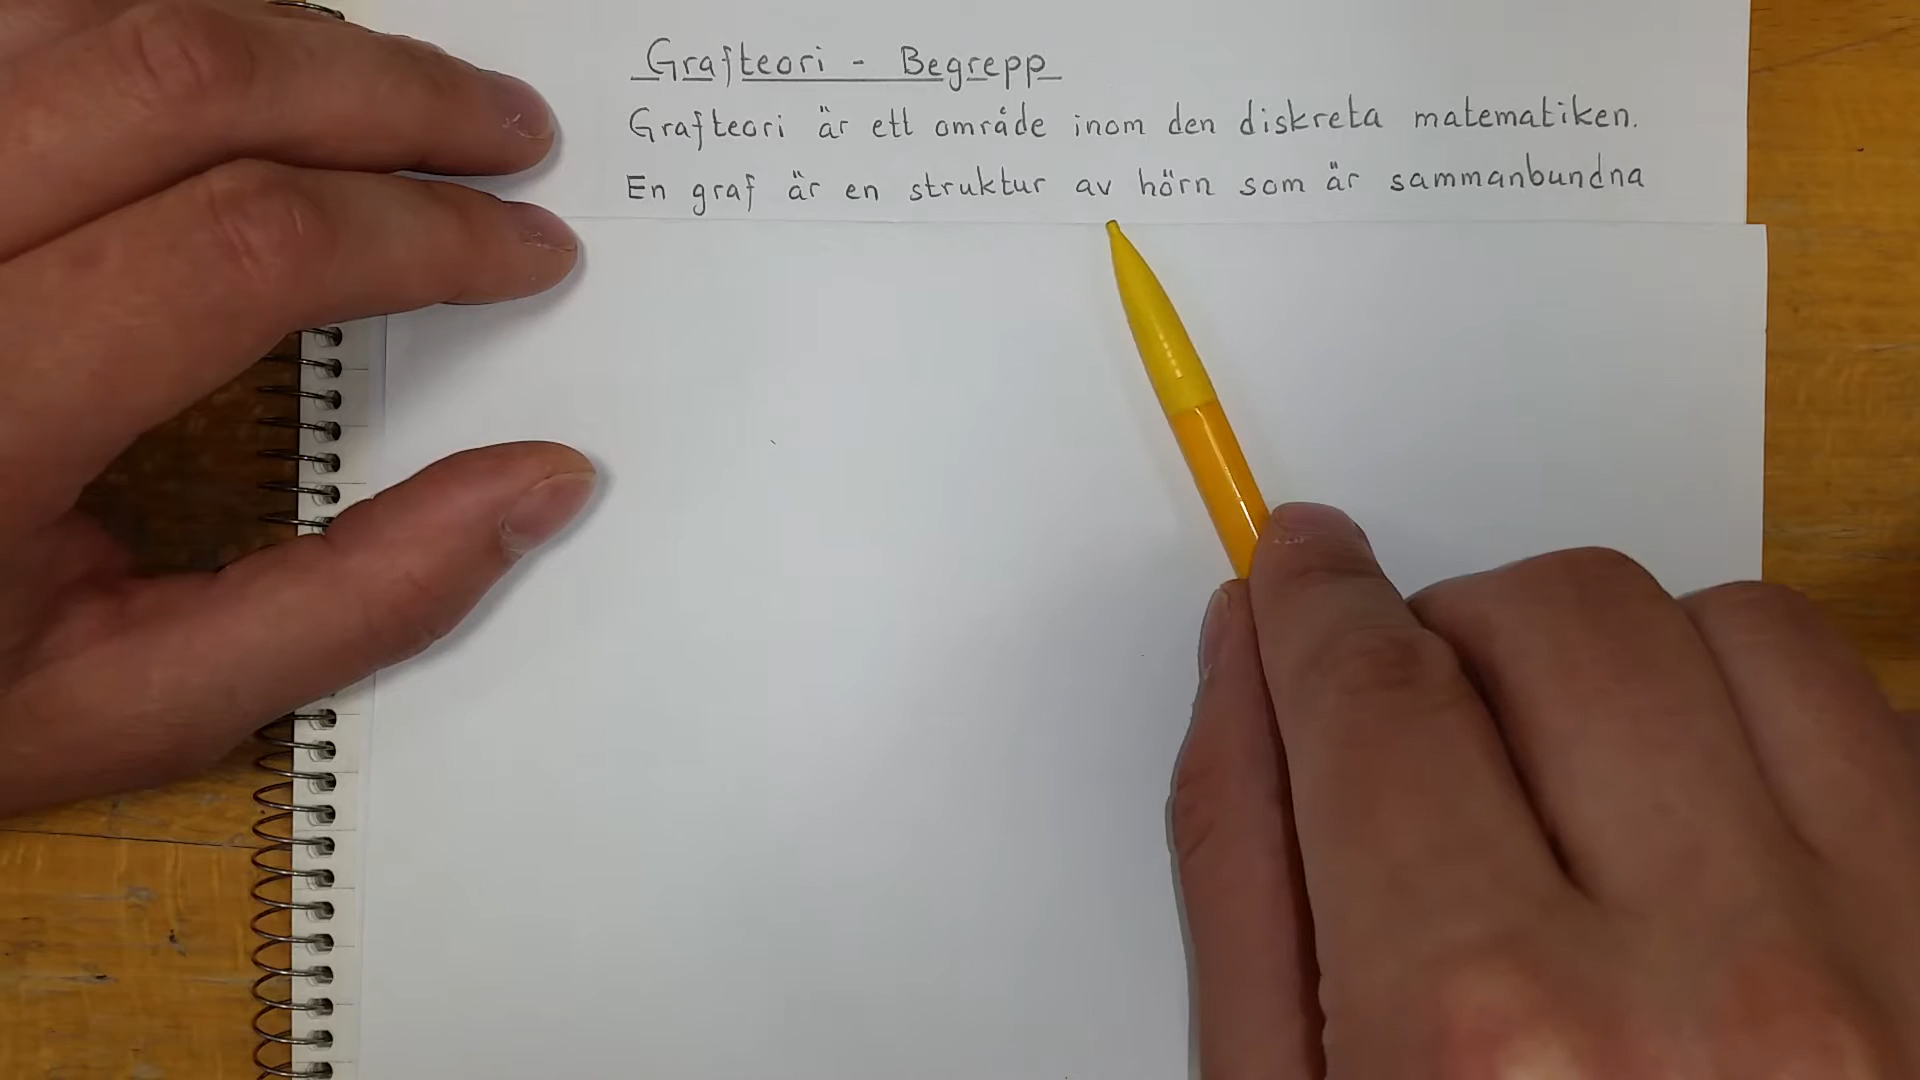 Grafteori - Begrepp
Grafteori är ett område inom den diskreta matematiken.
En graf är en struktur av hörn som är sammanbundna